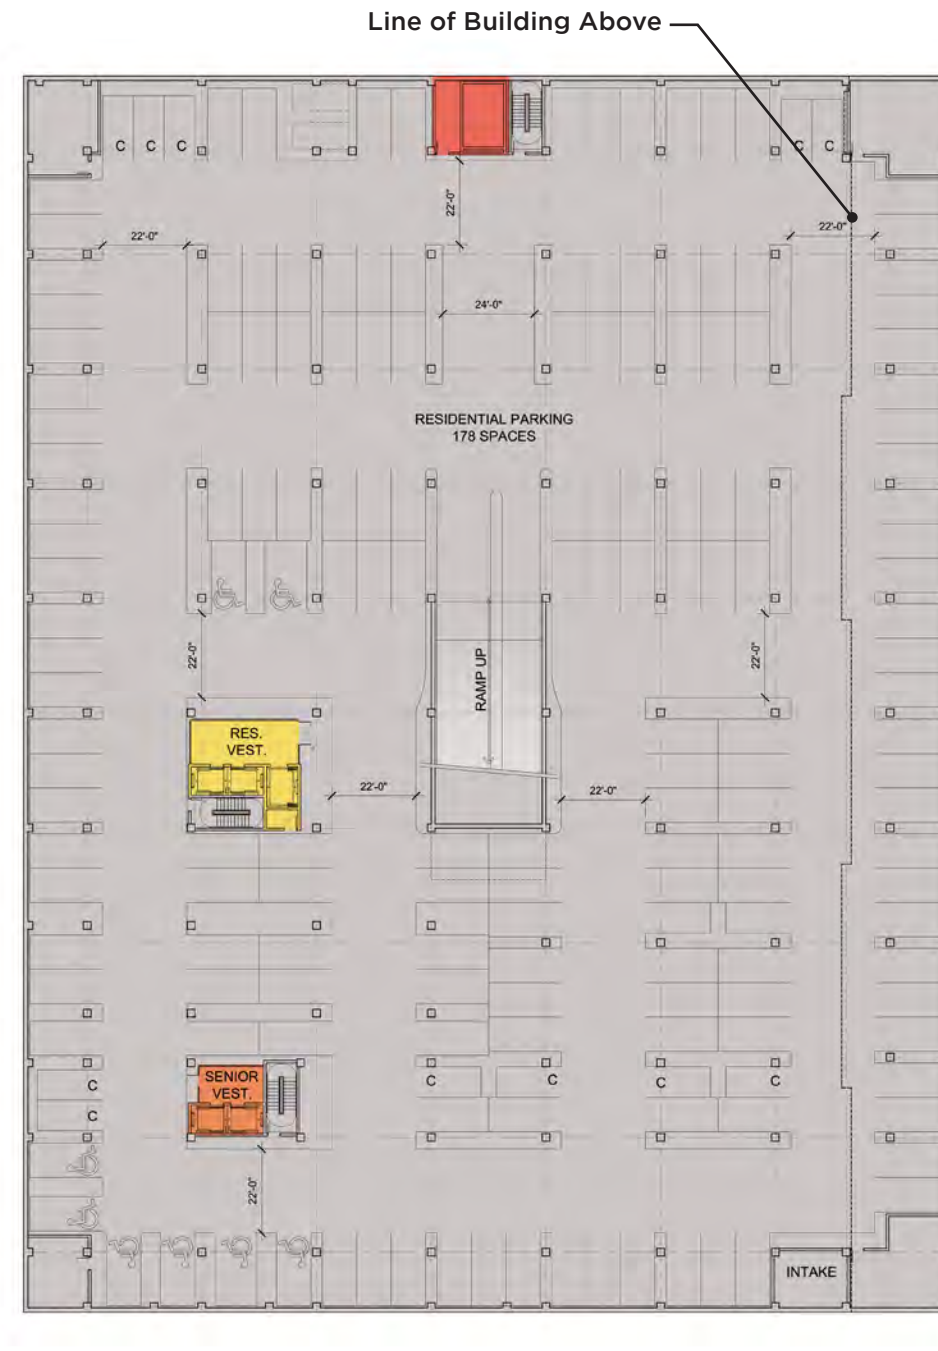 Line of Building Above
C C C
C C
22'-0"
22'-0"
22'-0"
24'-0"
RESIDENTIAL PARKING
178 SPACES
22'-0"
RAMP UP
22'-0"
RES.
VEST.
22'-0"
22'-0"
SENIOR
VEST.
C
C
C
C
C
C
22'-0"
INTAKE